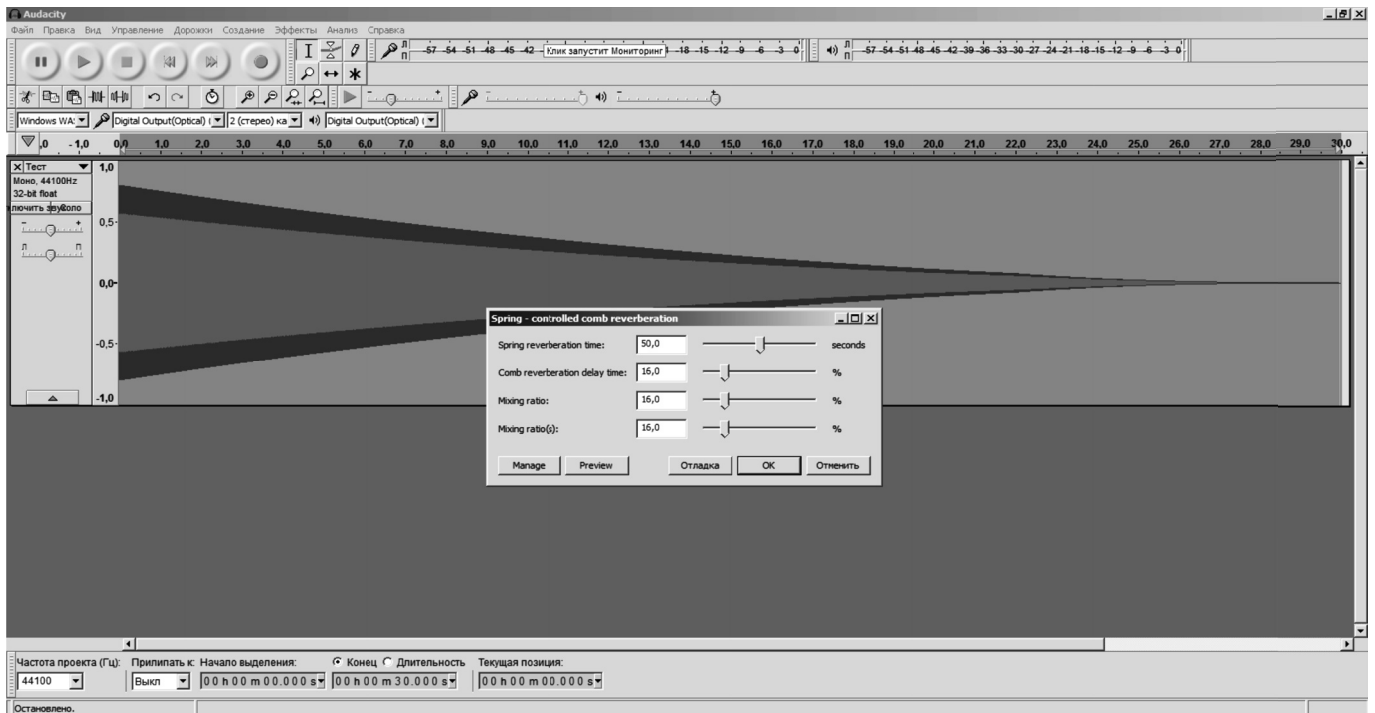 Audacity
Файл Правка Вид Управление Дорожки Создание Эффекты Анализ Справка
Л П -57 -54 -51 -48 -45 -42 Клик запустит Мониторинг -18 -15 -12 -9 -6 -3 0 Л П -57 -54 -51 -48 -45 -42 -39 -36 -33 -30 -27 -24 -21 -18 -15 -12 -9 -6 -3 0
- + 
Windows WA: Digital Output(Optical) ( 2 (стерео) ка Digital Output(Optical) (
,0 -1,0 0,0 1,0 2,0 3,0 4,0 5,0 6,0 7,0 8,0 9,0 10,0 11,0 12,0 13,0 14,0 15,0 16,0 17,0 18,0 19,0 20,0 21,0 22,0 23,0 24,0 25,0 26,0 27,0 28,0 29,0 30,0
X Тест 1,0
Моно, 44100Hz
32-bit float
лючить звук Соло
- + 0,5
Л П
0,0
-0,5
-1,0
Spring - controlled comb reverberation
Spring reverberation time: 50,0 seconds
Comb reverberation delay time: 16,0 %
Mixing ratio: 16,0 %
Mixing ratio(s): 16,0 %
Manage Preview Отладка OK Отменить
Частота проекта (Гц): Прилипать к: Начало выделения: Конец Длительность Текущая позиция:
44100 Выкл 00 h 00 m 00.000 s 00 h 00 m 30.000 s 00 h 00 m 00.000 s
Остановлено.